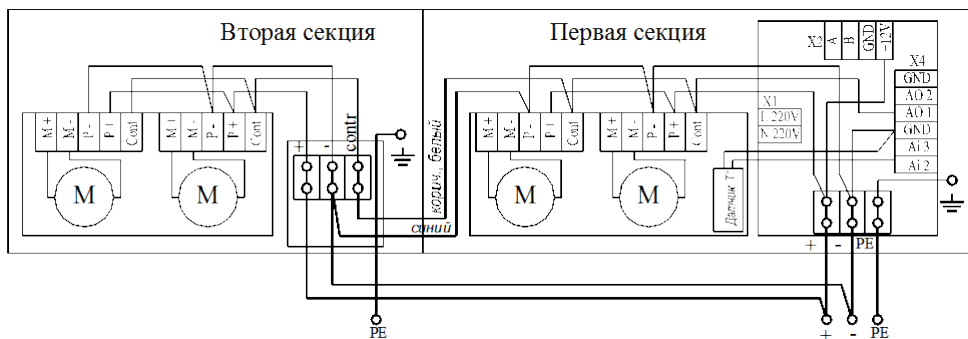 Вторая секция
Первая секция
X2
A
B
GND
+12V
X4
GND
AO 2
AO 1
GND
Ai 3
Ai 2
X1
L 220V
N 220V
M +
M -
P -
P +
Cont
M +
M -
P -
P +
Cont
+
-
contr
корич., белый
синий
M +
M -
P -
P +
Cont
M +
M -
P -
P +
Cont
M
M
M
M
Датчик Т°
+
-
PE
PE
+
-
PE